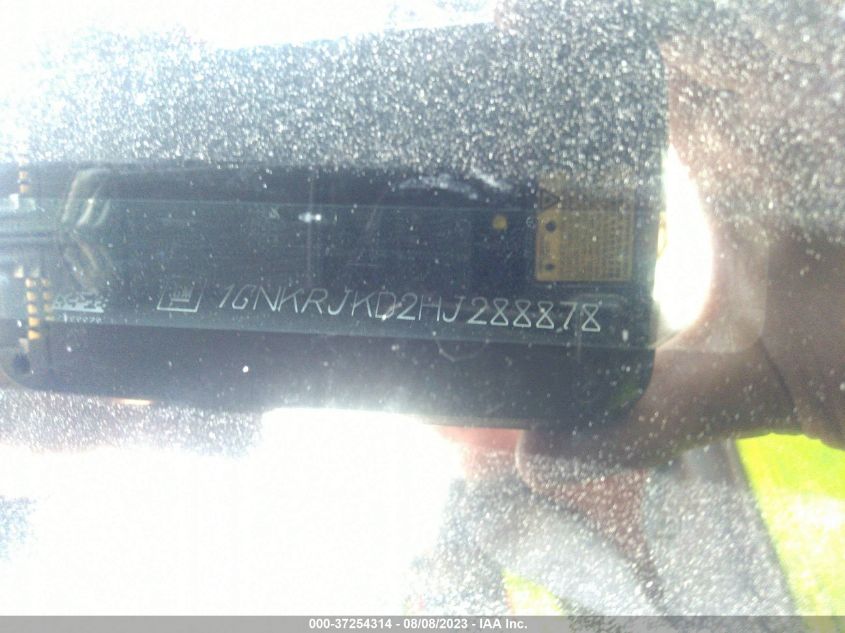 1GNKRJKD2HJ288878
000-37254314 - 08/08/2023 - IAA Inc.